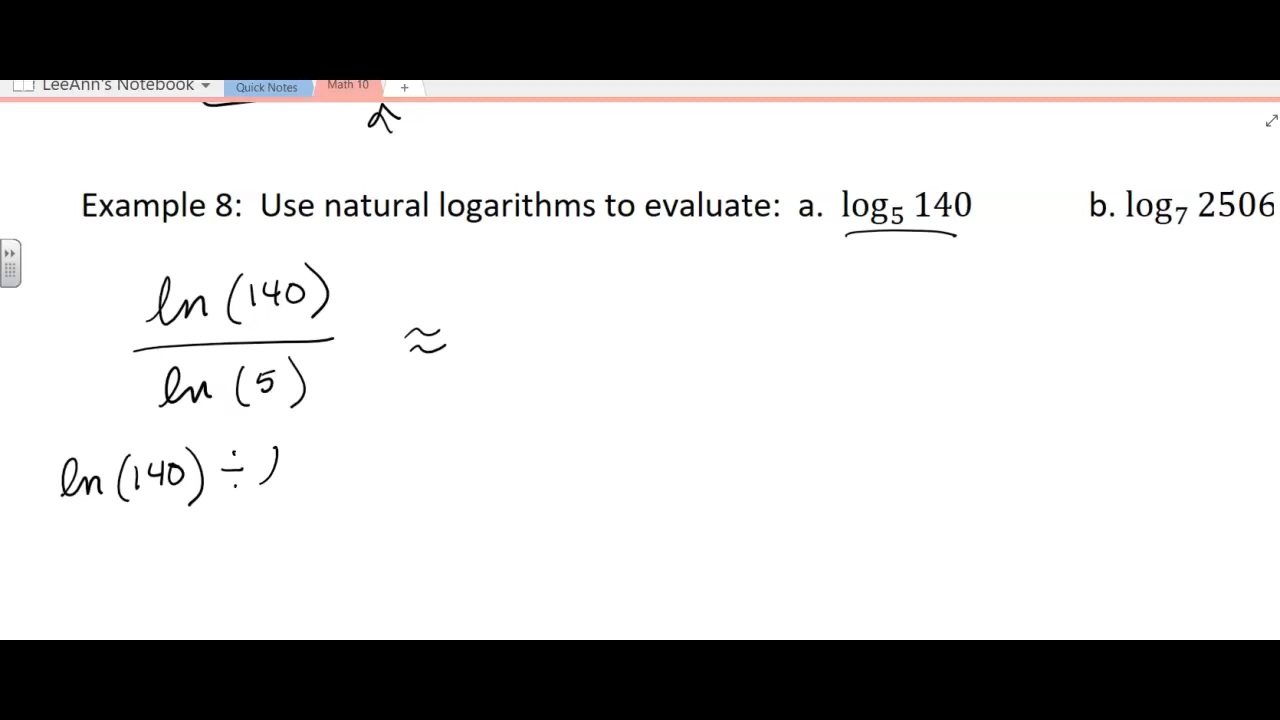 LeeAnn's Notebook Quick Notes Math 10 +
Example 8: Use natural logarithms to evaluate: a. log₅ 140 b. log₇ 2506
ln (140)
≈
ln (5)
ln (140) ÷